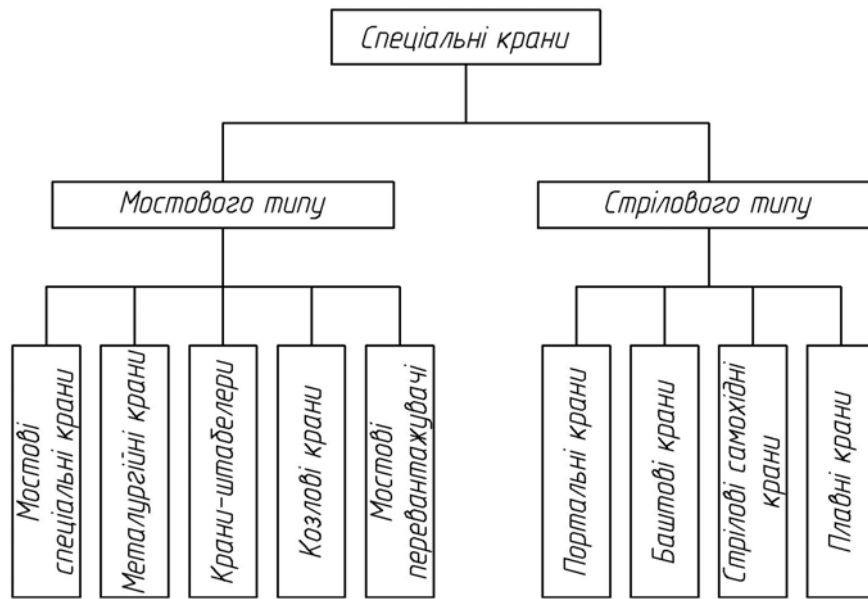 Спеціальні крани
Мостового типу
Стрілового типу
Мостові
спеціальні крани
Металургійні крани
Крани-штабелери
Козлові крани
Мостові
перевантажувачі
Портальні крани
Баштові крани
Стрілові самохідні
крани
Плавні крани